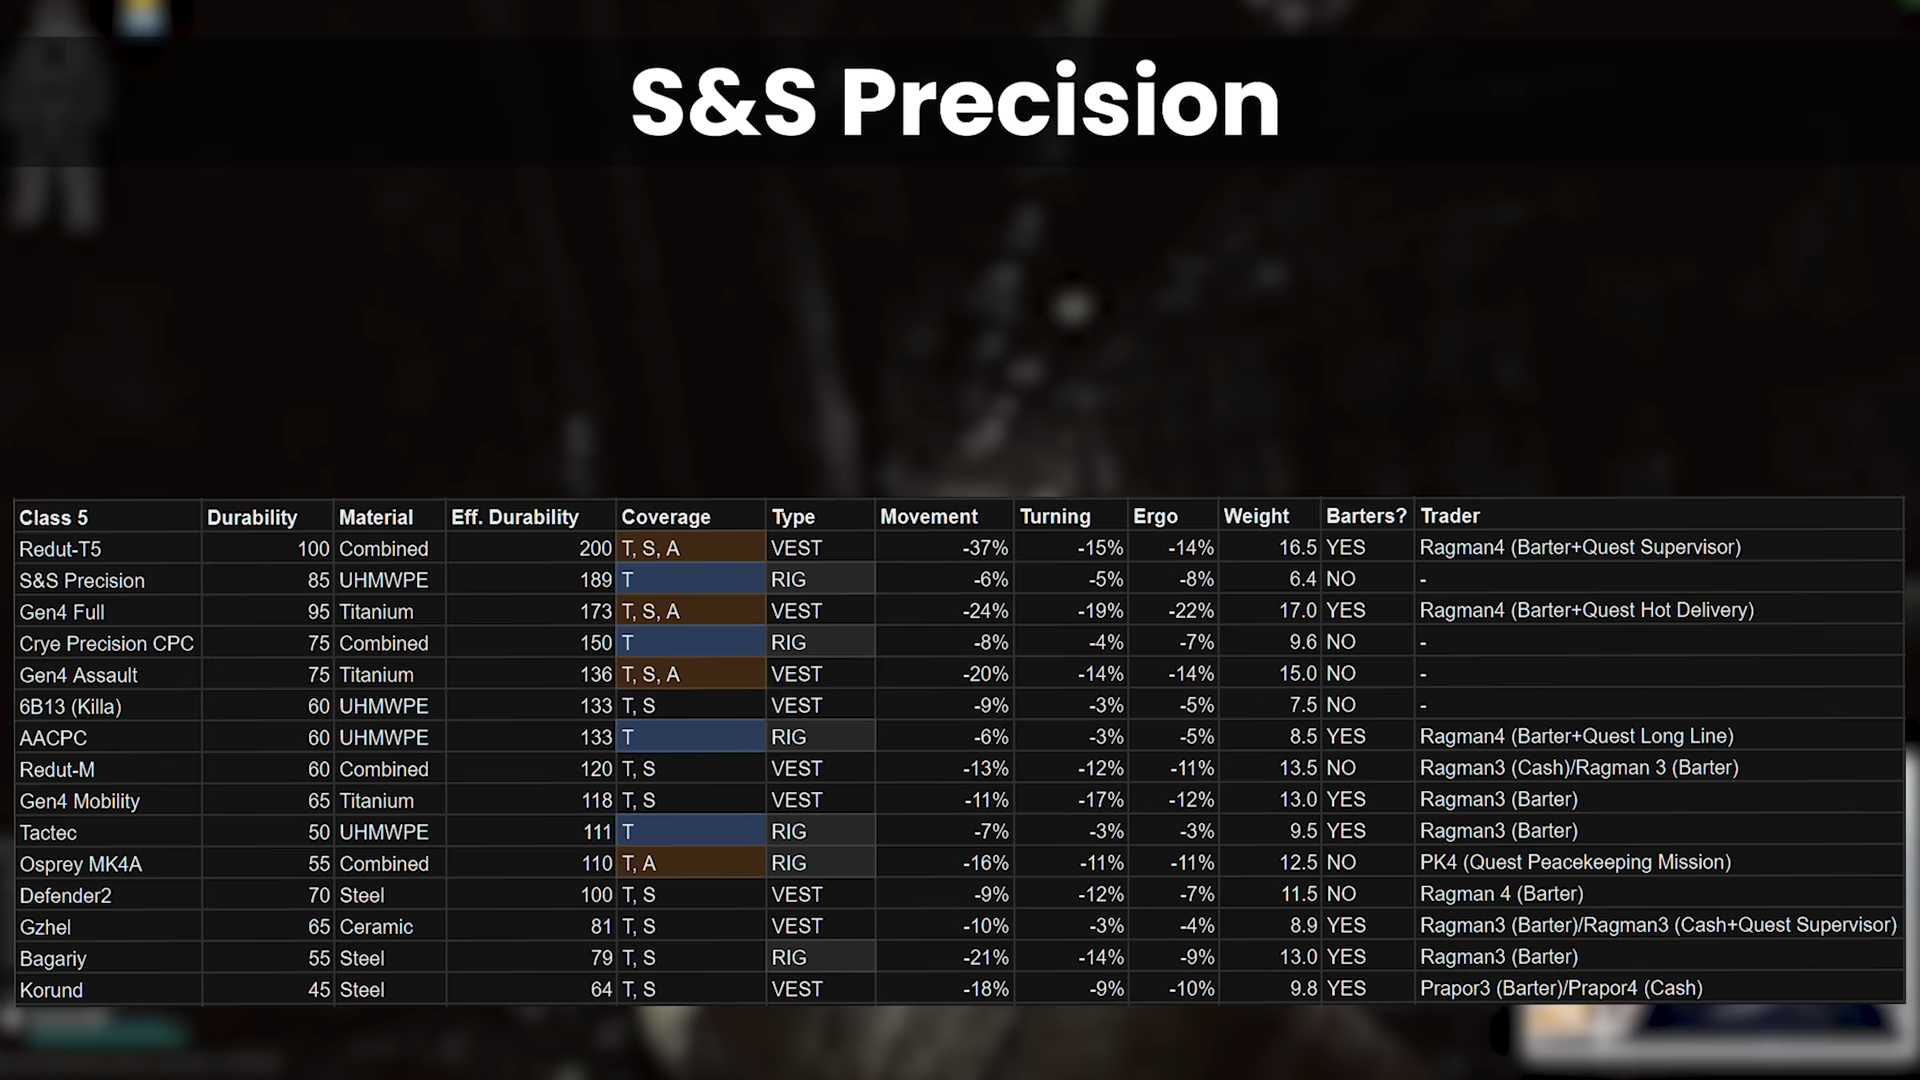 S&S Precision
Class 5 Durability Material Eff. Durability Coverage Type Movement Turning Ergo Weight Barters? Trader
Redut-T5 100 Combined 200 T, S, A VEST -37% -15% -14% 16.5 YES Ragman4 (Barter+Quest Supervisor)
S&S Precision 85 UHMWPE 189 T RIG -6% -5% -8% 6.4 NO -
Gen4 Full 95 Titanium 173 T, S, A VEST -24% -19% -22% 17.0 YES Ragman4 (Barter+Quest Hot Delivery)
Crye Precision CPC 75 Combined 150 T RIG -8% -4% -7% 9.6 NO -
Gen4 Assault 75 Titanium 136 T, S, A VEST -20% -14% -14% 15.0 NO -
6B13 (Killa) 60 UHMWPE 133 T, S VEST -9% -3% -5% 7.5 NO -
AACPC 60 UHMWPE 133 T RIG -6% -3% -5% 8.5 YES Ragman4 (Barter+Quest Long Line)
Redut-M 60 Combined 120 T, S VEST -13% -12% -11% 13.5 NO Ragman3 (Cash)/Ragman 3 (Barter)
Gen4 Mobility 65 Titanium 118 T, S VEST -11% -17% -12% 13.0 YES Ragman3 (Barter)
Tactec 50 UHMWPE 111 T RIG -7% -3% -3% 9.5 YES Ragman3 (Barter)
Osprey MK4A 55 Combined 110 T, A RIG -16% -11% -11% 12.5 NO PK4 (Quest Peacekeeping Mission)
Defender2 70 Steel 100 T, S VEST -9% -12% -7% 11.5 NO Ragman 4 (Barter)
Gzhel 65 Ceramic 81 T, S VEST -10% -3% -4% 8.9 YES Ragman3 (Barter)/Ragman3 (Cash+Quest Supervisor)
Bagariy 55 Steel 79 T, S RIG -21% -14% -9% 13.0 YES Ragman3 (Barter)
Korund 45 Steel 64 T, S VEST -18% -9% -10% 9.8 YES Prapor3 (Barter)/Prapor4 (Cash)